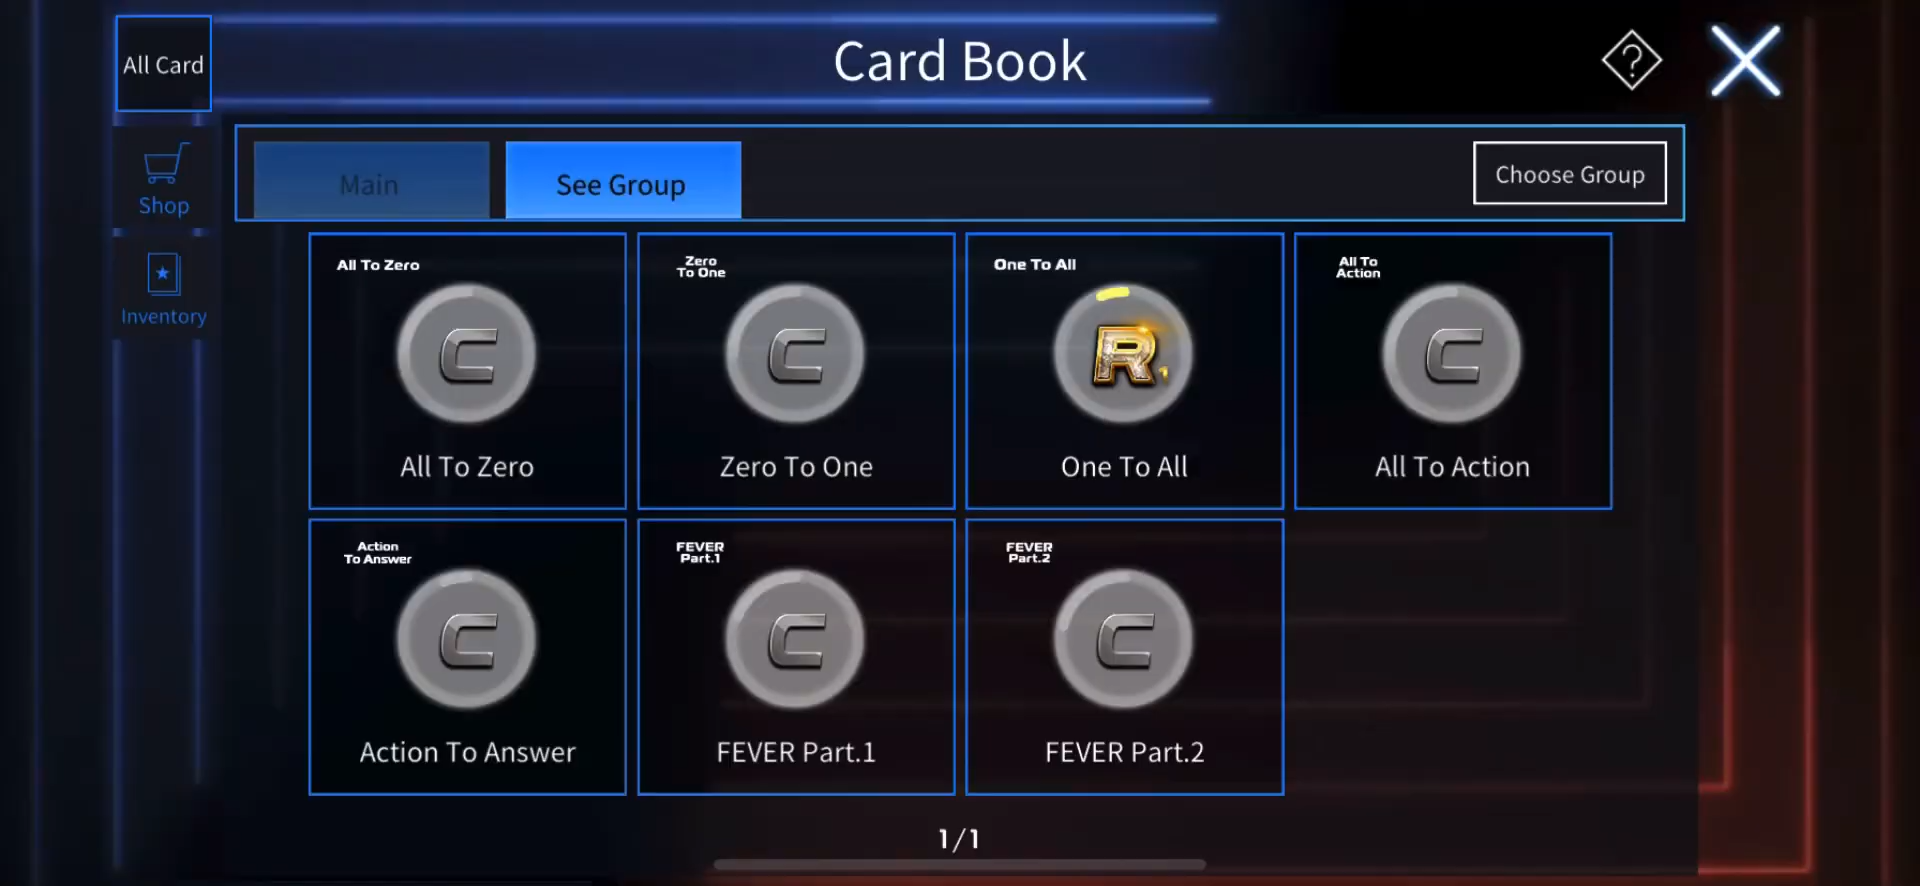 All Card
Card Book
?
Shop
Inventory
Main
See Group
Choose Group
All To Zero
C
All To Zero
Zero
To One
C
Zero To One
One To All
R
1
One To All
All To
Action
C
All To Action
Action
To Answer
C
Action To Answer
FEVER
Part.1
C
FEVER Part.1
FEVER
Part.2
C
FEVER Part.2
1/1